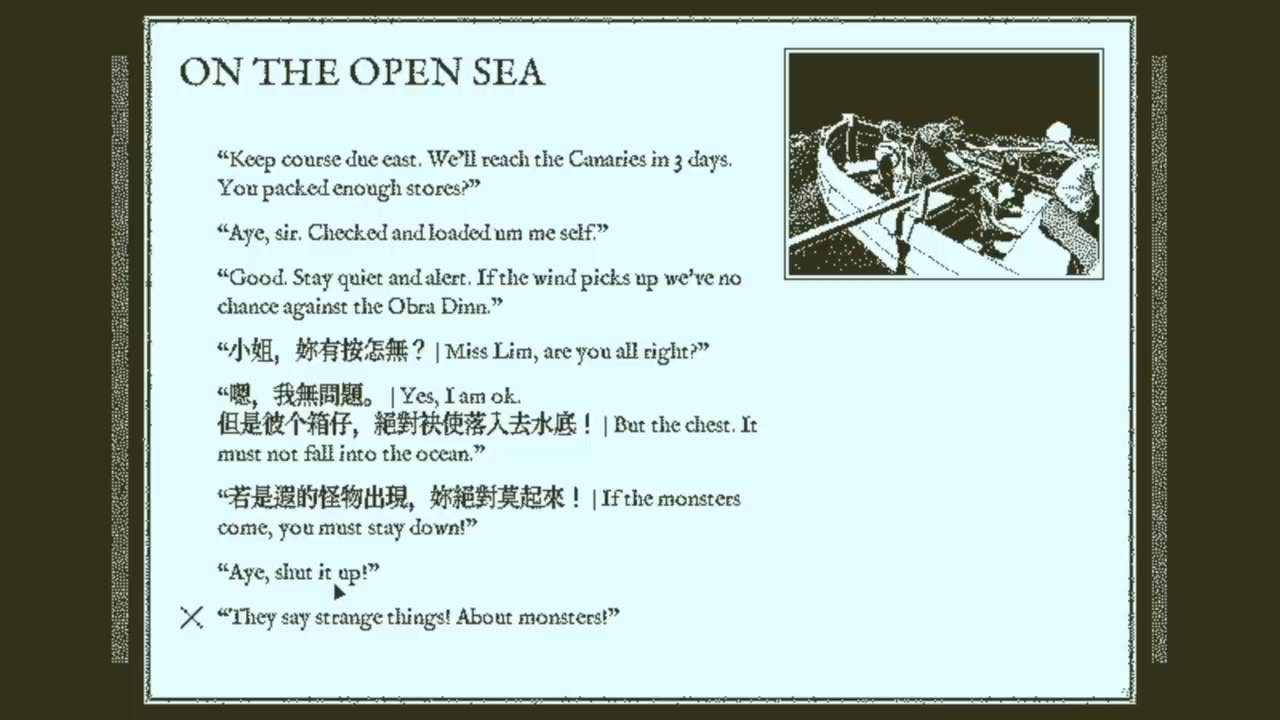 ON THE OPEN SEA
“Keep course due east. We’ll reach the Canaries in 3 days.
You packed enough stores?”
“Aye, sir. Checked and loaded um me self.”
“Good. Stay quiet and alert. If the wind picks up we’ve no
chance against the Obra Dinn.”
“小姐，妳有按怎無？ | Miss Lim, are you all right?”
“嗯，我無問題。 | Yes, I am ok.
但是彼个箱仔，絕對袂使落入去水底！ | But the chest. It
must not fall into the ocean.”
“若是遐的怪物出現，妳絕對莫起來！ | If the monsters
come, you must stay down!”
“Aye, shut it up!”
“They say strange things! About monsters!”